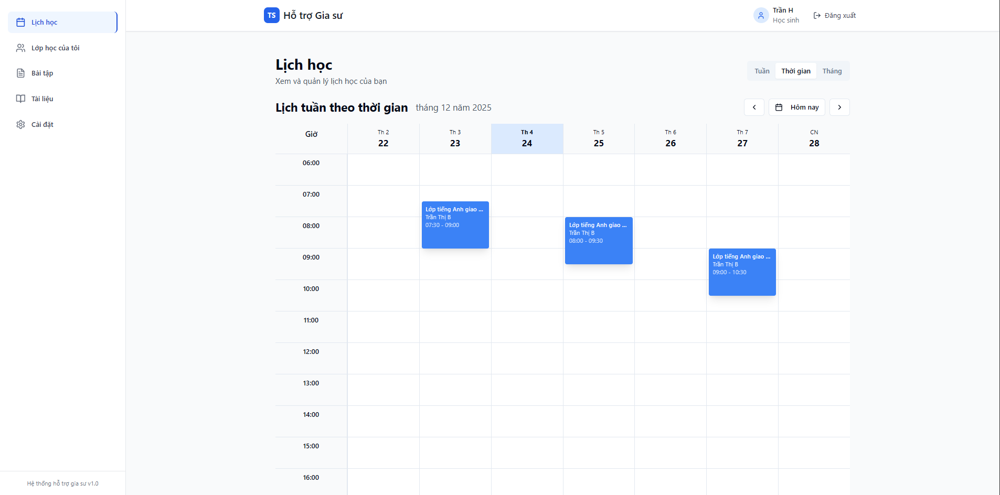 Lịch học
Lớp học của tôi
Bài tập
Tài liệu
Cài đặt
Hệ thống hỗ trợ gia sư v1.0
TS Hỗ trợ Gia sư
Trần H
Học sinh
Đăng xuất
Lịch học
Xem và quản lý lịch học của bạn
Tuần Thời gian Tháng
Lịch tuần theo thời gian tháng 12 năm 2025
Hôm nay
Giờ
Th 2
22
Th 3
23
Th 4
24
Th 5
25
Th 6
26
Th 7
27
CN
28
06:00
07:00
Lớp tiếng Anh giao ...
Trần Thị B
07:30 - 09:00
08:00
Lớp tiếng Anh giao ...
Trần Thị B
08:00 - 09:30
09:00
Lớp tiếng Anh giao ...
Trần Thị B
09:00 - 10:30
10:00
11:00
12:00
13:00
14:00
15:00
16:00